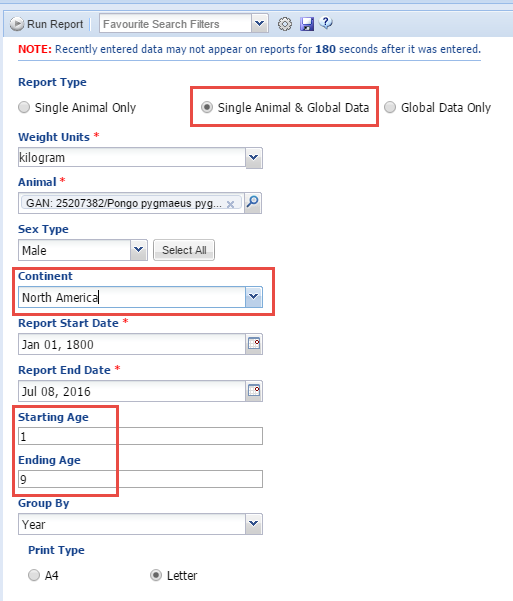 Run Report Favourite Search Filters
NOTE: Recently entered data may not appear on reports for 180 seconds after it was entered.
Report Type
Single Animal Only Single Animal & Global Data Global Data Only
Weight Units *
kilogram
Animal *
GAN: 25207382/Pongo pygmaeus pyg...
Sex Type
Male Select All
Continent
North America
Report Start Date *
Jan 01, 1800
Report End Date *
Jul 08, 2016
Starting Age
1
Ending Age
9
Group By
Year
Print Type
A4 Letter